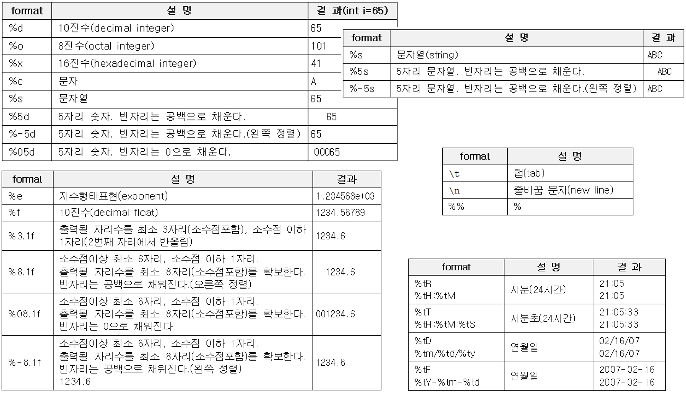 format 설 명 결 과(int i=65)
%d 10진수(decimal integer) 65
%o 8진수(octal integer) 101
%x 16진수(hexadecimal integer) 41
%c 문자 A
%s 문자열 65
%5d 5자리 숫자. 빈자리는 공백으로 채운다. 65
%-5d 5자리 숫자. 빈자리는 공백으로 채운다.(왼쪽 정렬) 65
%05d 5자리 숫자. 빈자리는 0으로 채운다. 00065
format 설 명 결 과
%s 문자열(string) ABC
%5s 5자리 문자열. 빈자리는 공백으로 채운다. ABC
%-5s 5자리 문자열. 빈자리는 공백으로 채운다.(왼쪽 정렬) ABC
format 설 명
\t 탭(tab)
\n 줄바꿈 문자(new line)
%% %
format 설 명 결과
%e 지수형태표현(exponent) 1.234568e+03
%f 10진수(decimal float) 1234.56789
%3.1f 출력될 자리수를 최소 3자리(소수점포함), 소수점 이하
1자리(2번째 자리에서 반올림) 1234.6
%8.1f 소수점이상 최소 6자리, 소수점 이하 1자리.
출력될 자리수를 최소 8자리(소수점포함)를 확보한다.
빈자리는 공백으로 채워진다.(오른쪽 정렬) 1234.6
%08.1f 소수점이상 최소 6자리, 소수점 이하 1자리.
출력될 자리수를 최소 8자리(소수점포함)를 확보한다.
빈자리는 0으로 채워진다. 001234.6
%-8.1f 소수점이상 최소 6자리, 소수점 이하 1자리.
출력될 자리수를 최소 8자리(소수점포함)를 확보한다.
빈자리는 공백으로 채워진다.(왼쪽 정렬) 1234.6
1234.6
format 설 명 결 과
%tR 21:05
%tH:%tM 시분(24시간) 21:05
%tT 21:05:33
%tH:%tM:%tS 시분초(24시간) 21:05:33
%tD 02/16/07
%tm/%td/%ty 연월일 02/16/07
%tF 2007-02-16
%tY-%tm-%td 연월일 2007-02-16